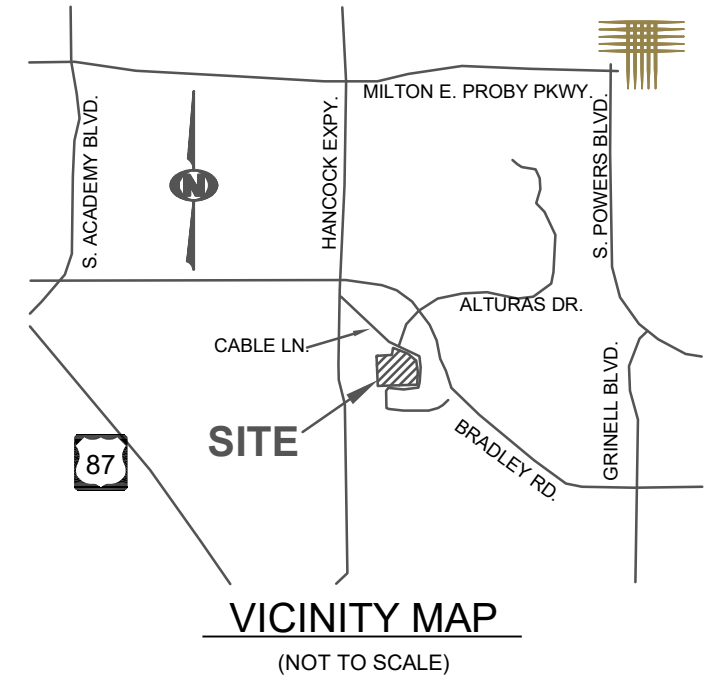 MILTON E. PROBY PKWY.
S. ACADEMY BLVD.
HANCOCK EXPY.
S. POWERS BLVD.
N
ALTURAS DR.
CABLE LN.
GRINELL BLVD.
SITE
BRADLEY RD.
87
VICINITY MAP
(NOT TO SCALE)